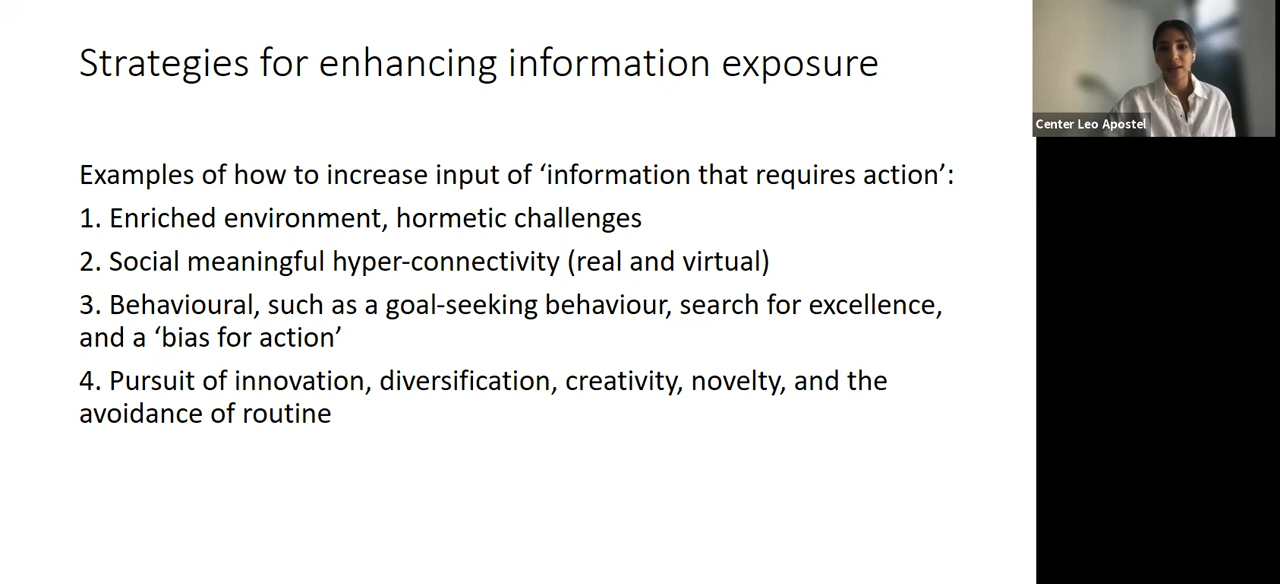 Strategies for enhancing information exposure
Center Leo Apostel
Examples of how to increase input of ‘information that requires action’:
1. Enriched environment, hormetic challenges
2. Social meaningful hyper-connectivity (real and virtual)
3. Behavioural, such as a goal-seeking behaviour, search for excellence,
and a ‘bias for action’
4. Pursuit of innovation, diversification, creativity, novelty, and the
avoidance of routine